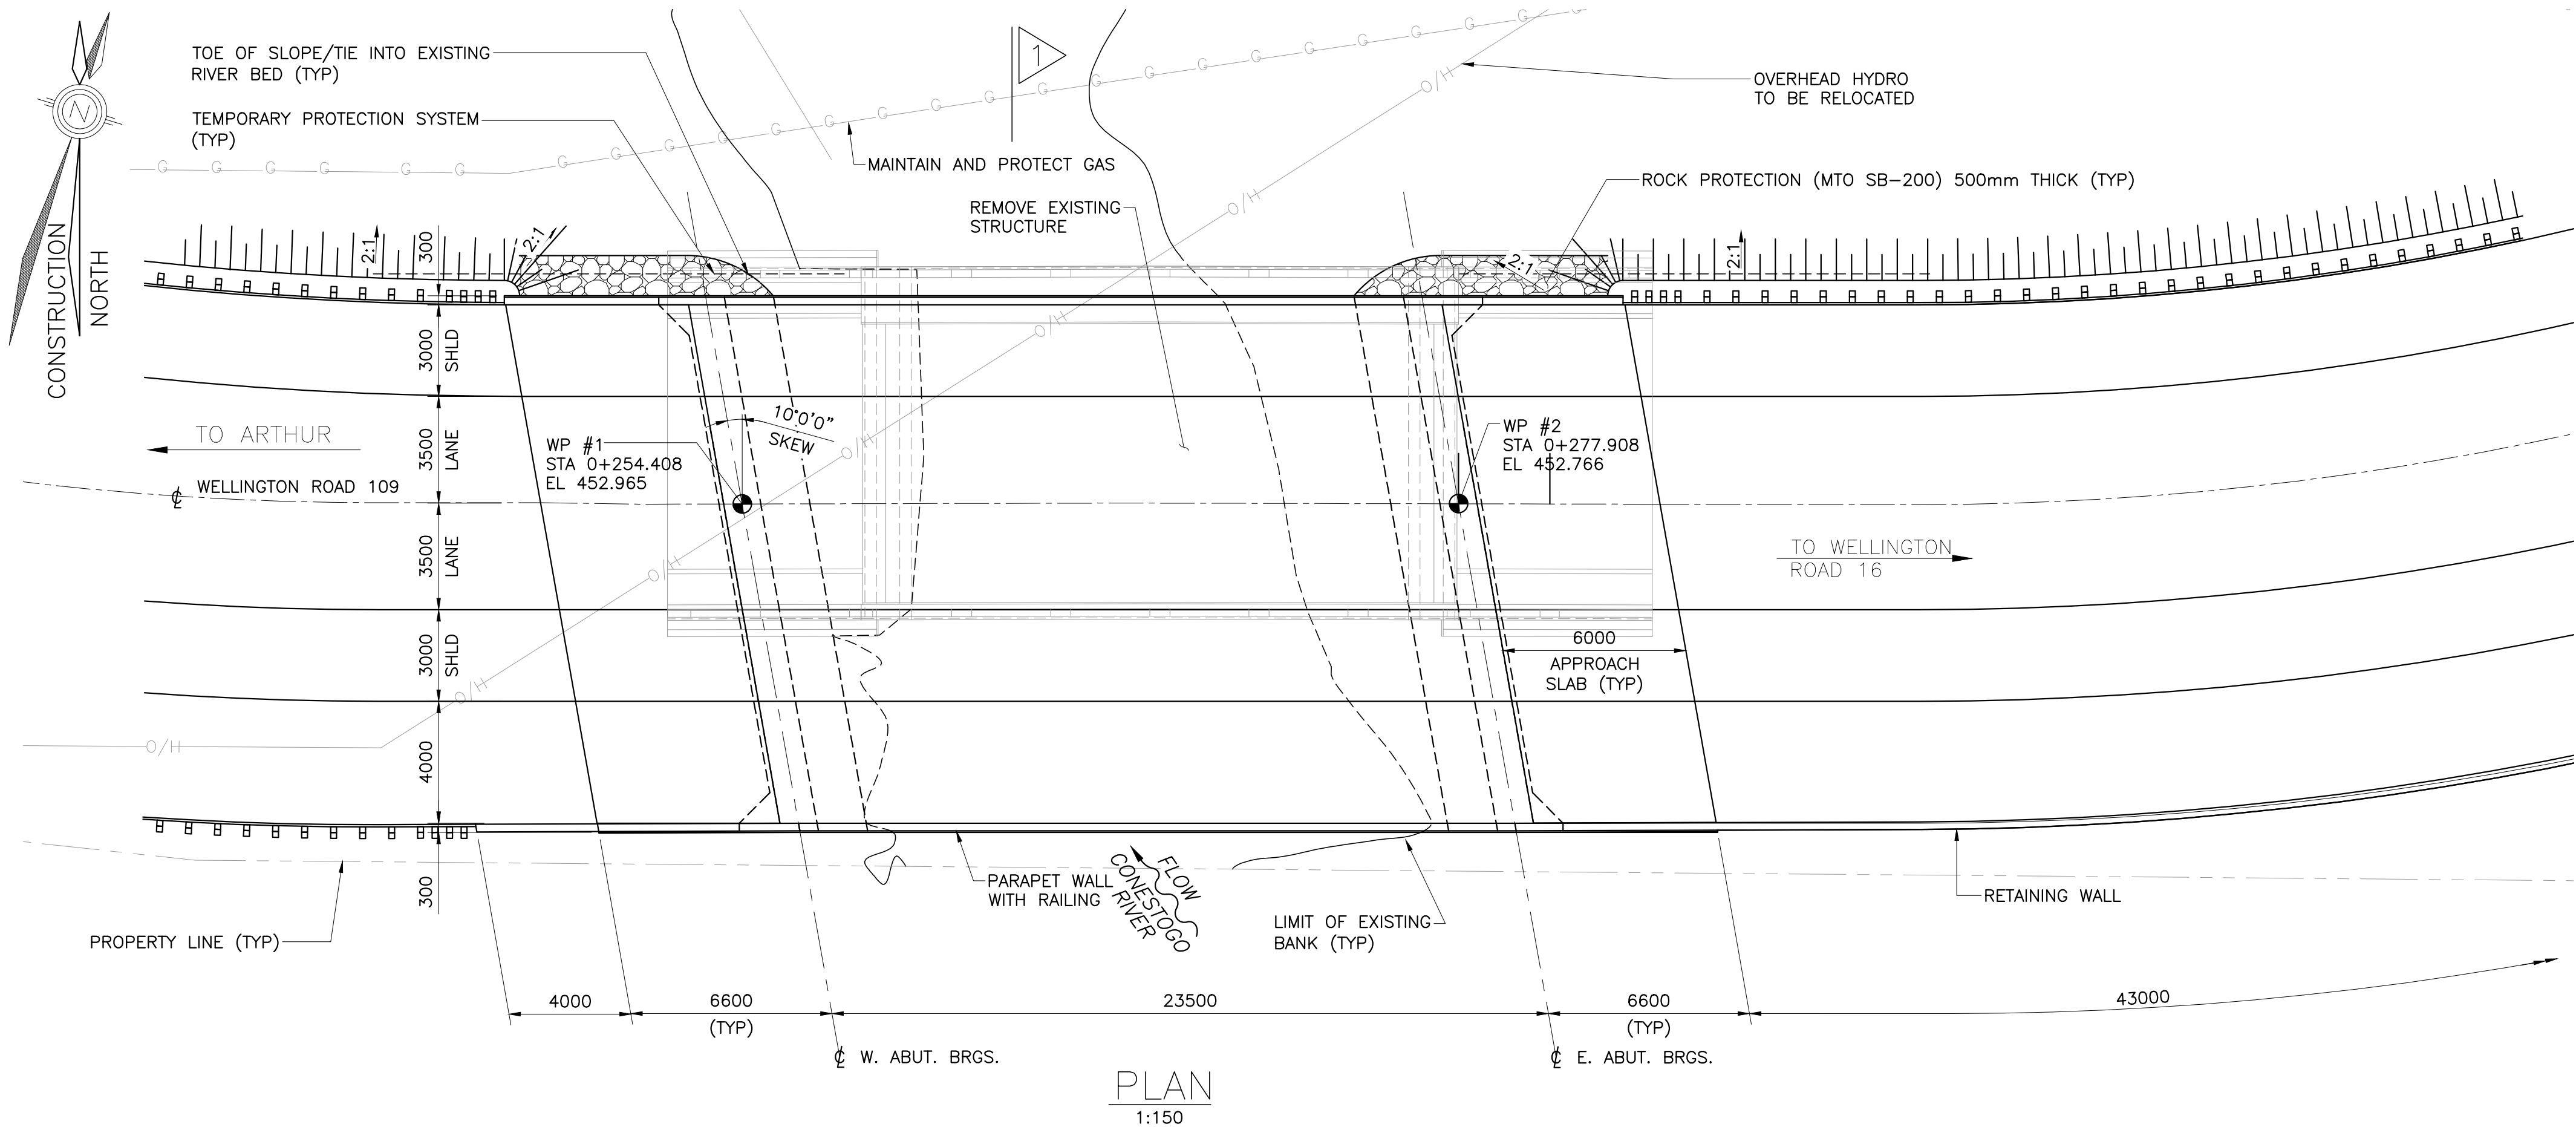 TOE OF SLOPE/TIE INTO EXISTING
RIVER BED (TYP)
TEMPORARY PROTECTION SYSTEM
(TYP)
N
CONSTRUCTION
NORTH
1
MAINTAIN AND PROTECT GAS
OVERHEAD HYDRO
TO BE RELOCATED
REMOVE EXISTING
STRUCTURE
ROCK PROTECTION (MTO SB-200) 500mm THICK (TYP)
G G G G G G G G G G G G G G G G G G G G G G G G G G
O/H
O/H
O/H
O/H
O/H
O/H
O/H
2:1
2:1
2:1
2:1
300
3000
SHLD
3500
LANE
3500
LANE
3000
SHLD
4000
300
TO ARTHUR
℄ WELLINGTON ROAD 109
WP #1
STA 0+254.408
EL 452.965
10°0'0"
SKEW
WP #2
STA 0+277.908
EL 452.766
TO WELLINGTON
ROAD 16
6000
APPROACH
SLAB (TYP)
PARAPET WALL
WITH RAILING
FLOW
CONESTOGO
RIVER
LIMIT OF EXISTING
BANK (TYP)
RETAINING WALL
PROPERTY LINE (TYP)
4000
6600
(TYP)
23500
6600
(TYP)
43000
℄ W. ABUT. BRGS.
℄ E. ABUT. BRGS.
PLAN
1:150